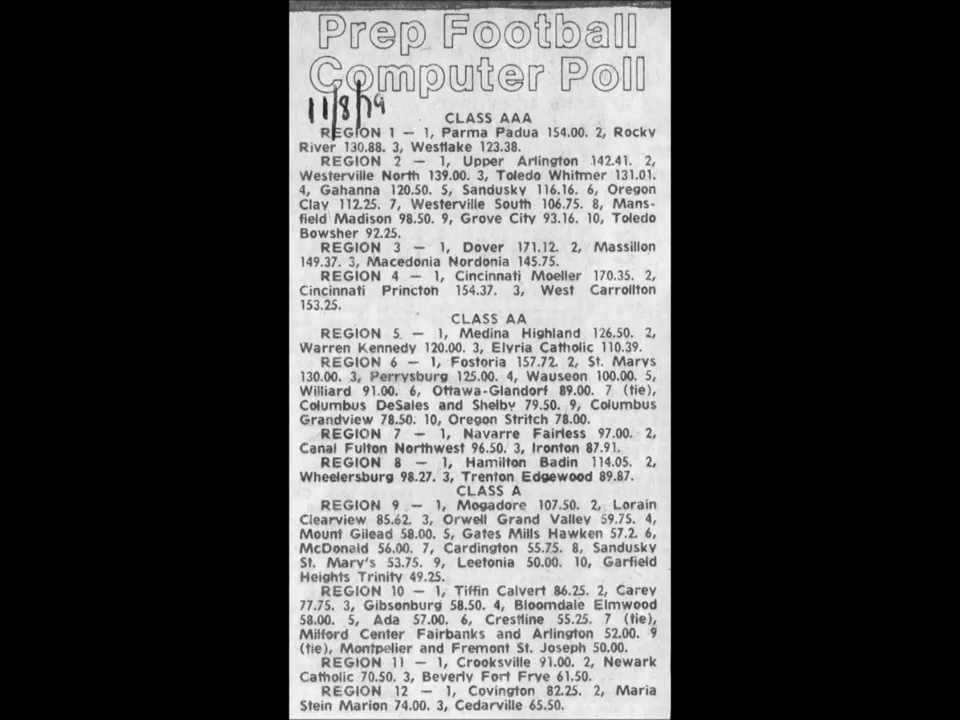 Prep Football
Computer Poll
11/8/79
CLASS AAA
REGION 1 — 1, Parma Padua 154.00. 2, Rocky
River 130.88. 3, Westlake 123.38.
REGION 2 — 1, Upper Arlington 142.41. 2,
Westerville North 139.00. 3, Toledo Whitmer 131.01.
4, Gahanna 120.50. 5, Sandusky 116.16. 6, Oregon
Clay 112.25. 7, Westerville South 106.75. 8, Mans-
field Madison 98.50. 9, Grove City 93.16. 10, Toledo
Bowsher 92.25.
REGION 3 — 1, Dover 171.12. 2, Massillon
149.37. 3, Macedonia Nordonia 145.75.
REGION 4 — 1, Cincinnati Moeller 170.35. 2,
Cincinnati Princton 154.37. 3, West Carrollton
153.25.
CLASS AA
REGION 5 — 1, Medina Highland 126.50. 2,
Warren Kennedy 120.00. 3, Elyria Catholic 110.39.
REGION 6 — 1, Fostoria 157.72. 2, St. Marys
130.00. 3, Perrysburg 125.00. 4, Wauseon 100.00. 5,
Williard 91.00. 6, Ottawa-Glandorf 89.00. 7 (tie),
Columbus DeSales and Shelby 79.50. 9, Columbus
Grandview 78.50. 10, Oregon Stritch 78.00.
REGION 7 — 1, Navarre Fairless 97.00. 2,
Canal Fulton Northwest 96.50. 3, Ironton 87.91.
REGION 8 — 1, Hamilton Badin 114.05. 2,
Wheelersburg 98.27. 3, Trenton Edgewood 89.87.
CLASS A
REGION 9 — 1, Mogadore 107.50. 2, Lorain
Clearview 85.62. 3, Orwell Grand Valley 59.75. 4,
Mount Gilead 58.00. 5, Gates Mills Hawken 57.2. 6,
McDonald 56.00. 7, Cardington 55.75. 8, Sandusky
St. Mary's 53.75. 9, Leetonia 50.00. 10, Garfield
Heights Trinity 49.25.
REGION 10 — 1, Tiffin Calvert 86.25. 2, Carey
77.75. 3, Gibsonburg 58.50. 4, Bloomdale Elmwood
58.00. 5, Ada 57.00. 6, Crestline 55.25. 7 (tie),
Milford Center Fairbanks and Arlington 52.00. 9
(tie), Montpelier and Fremont St. Joseph 50.00.
REGION 11 — 1, Crooksville 91.00. 2, Newark
Catholic 70.50. 3, Beverly Fort Frye 61.50.
REGION 12 — 1, Covington 82.25. 2, Maria
Stein Marion 74.00. 3, Cedarville 65.50.